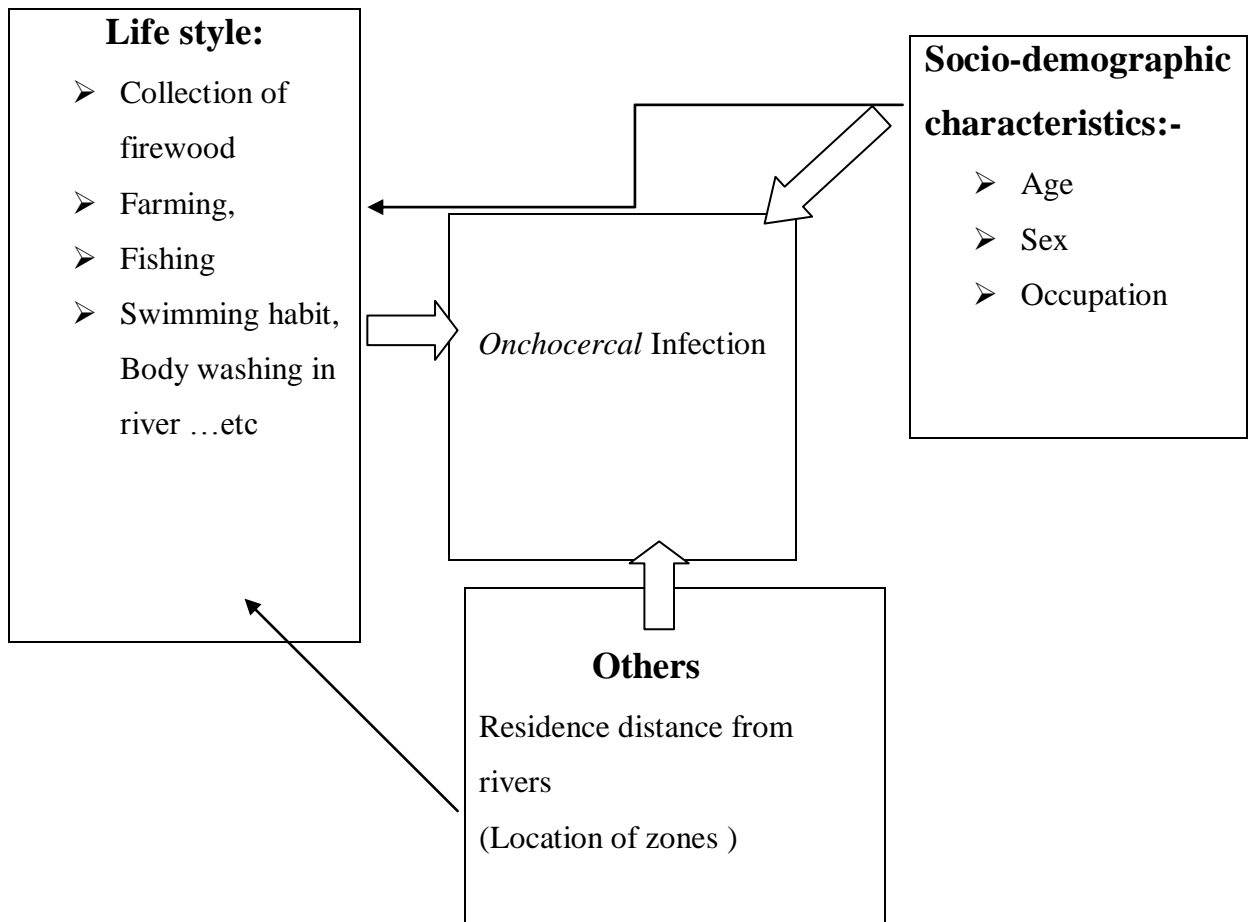 Life style:
➢ Collection of
firewood
➢ Farming,
➢ Fishing
➢ Swimming habit,
Body washing in
river …etc
Onchocercal Infection
Socio-demographic
characteristics:-
➢ Age
➢ Sex
➢ Occupation
Others
Residence distance from
rivers
(Location of zones )